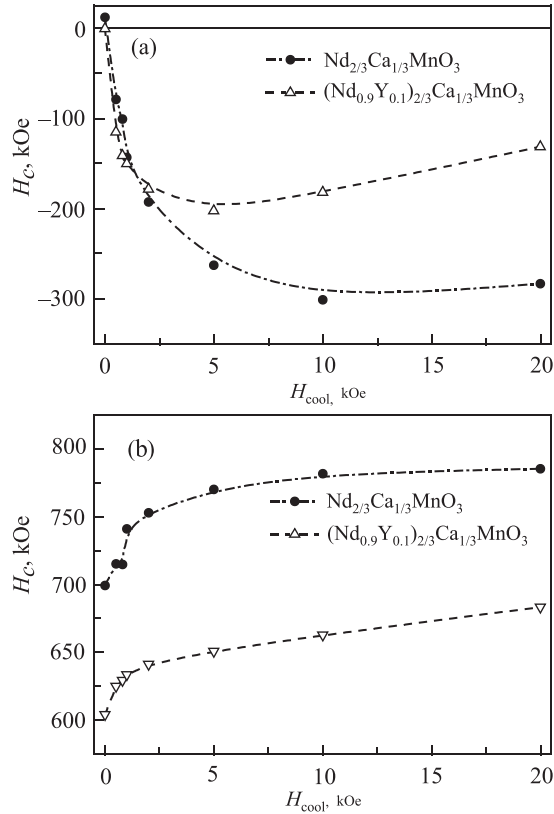 (a)
Nd2/3Ca1/3MnO3
(Nd0.9Y0.1)2/3Ca1/3MnO3
HC, kOe
0
–100
–200
–300
0 5 10 15 20
Hcool, kOe
(b)
Nd2/3Ca1/3MnO3
(Nd0.9Y0.1)2/3Ca1/3MnO3
HC, kOe
800
750
700
650
600
0 5 10 15 20
Hcool, kOe